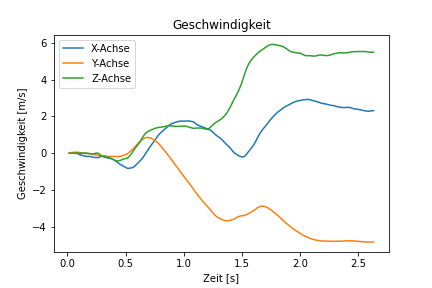 Geschwindigkeit
Geschwindigkeit [m/s]
6
4
2
0
−2
−4
X-Achse
Y-Achse
Z-Achse
0.0 0.5 1.0 1.5 2.0 2.5
Zeit [s]